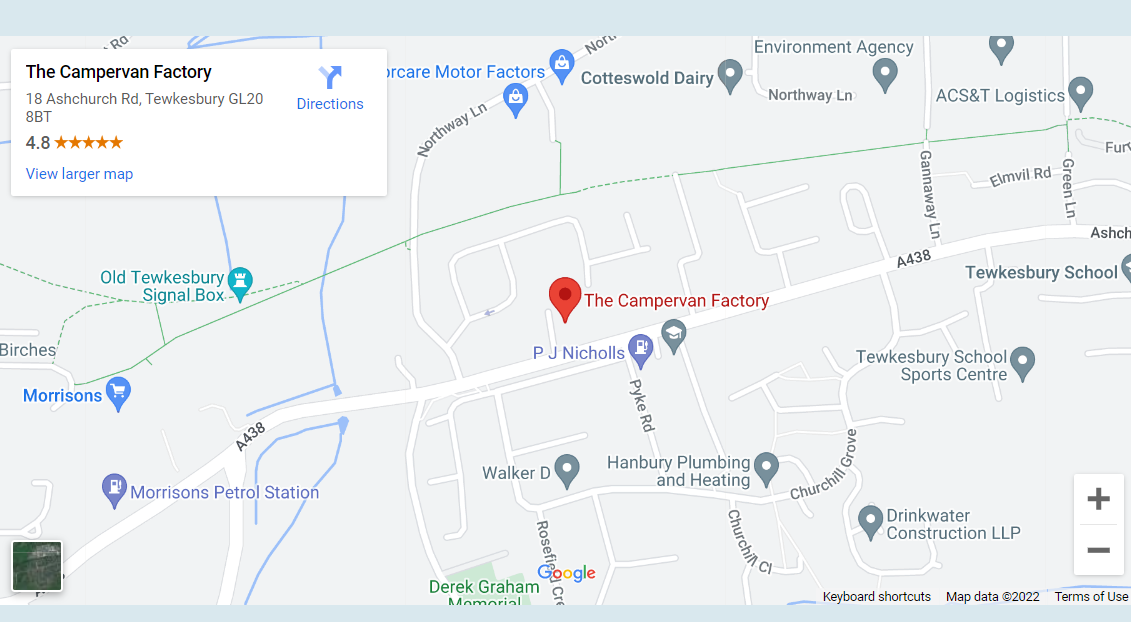 The Campervan Factory
18 Ashchurch Rd, Tewkesbury GL20
8BT
4.8
View larger map
Directions
orcare Motor Factors
Cotteswold Dairy
Environment Agency
Northway Ln
ACS&T Logistics
Northway Ln
Gannaway Ln
Elmvil Rd
Green Ln
A438
Tewkesbury School
Old Tewkesbury
Signal Box
The Campervan Factory
P J Nicholls
Birches
Morrisons
Pyke Rd
Tewkesbury School
Sports Centre
A438
Morrisons Petrol Station
Walker D
Hanbury Plumbing
and Heating
Churchill Grove
Drinkwater
Construction LLP
Churchill Cl
Rosefield Cre
Google
Derek Graham
Memorial
Keyboard shortcuts
Map data ©2022
Terms of Use